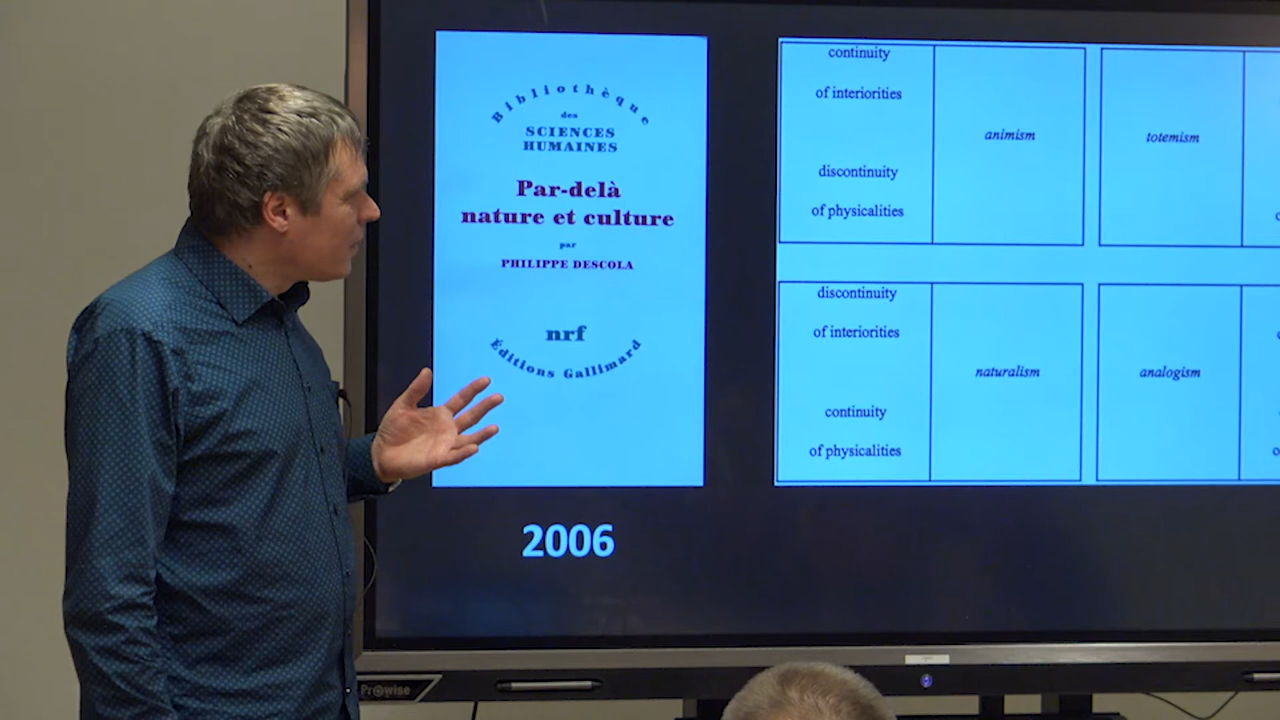 Bibliothèque
des
SCIENCES
HUMAINES
Par-delà
nature et culture
par
PHILIPPE DESCOLA
nrf
Éditions Gallimard
2006
continuity
of interiorities
discontinuity
of physicalities
animism
totemism
discontinuity
of interiorities
continuity
of physicalities
naturalism
analogism
Prowise